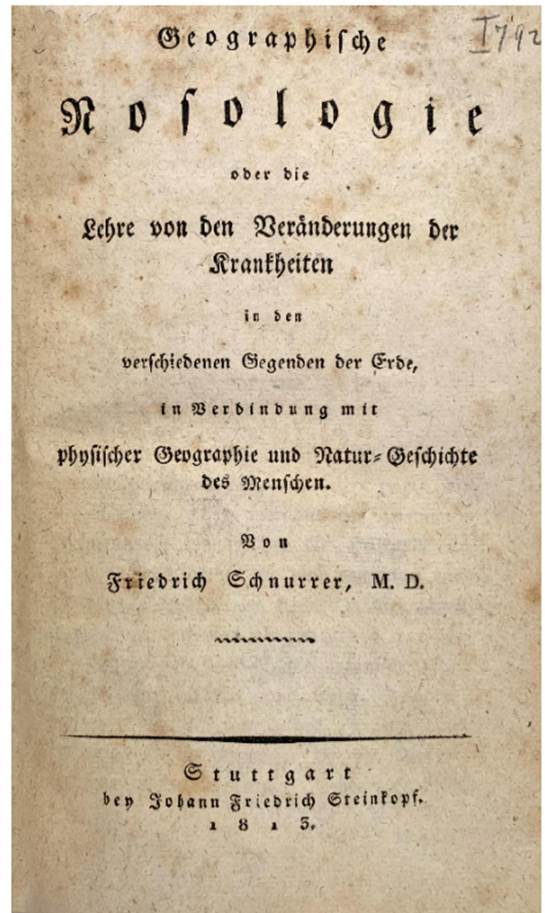 I 792
Geographische
Nosologie
oder die
Lehre von den Veränderungen der
Krankheiten
in den
verschiedenen Gegenden der Erde,
in Verbindung mit
physischer Geographie und Natur-Geschichte
des Menschen.
Von
Friedrich Schnurrer, M. D.
Stuttgart
bey Johann Friedrich Steinkopf.
1813.